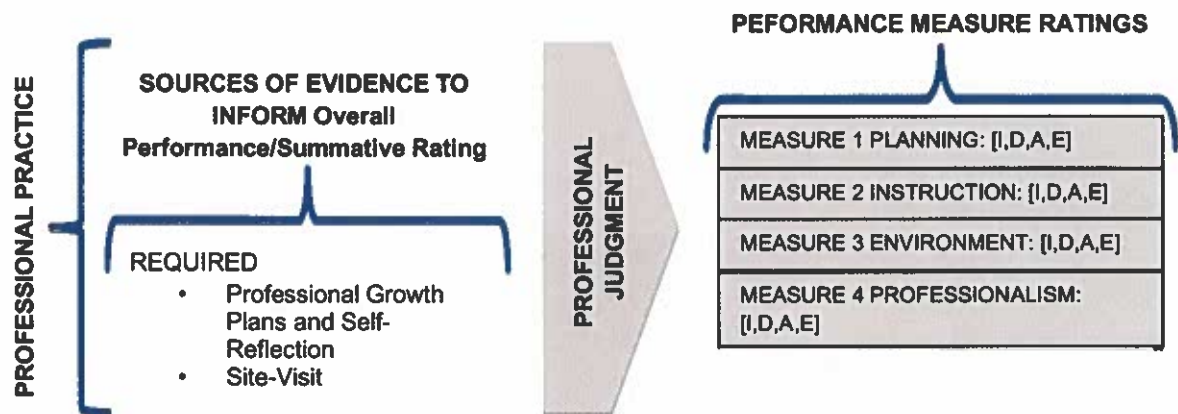 PROFESSIONAL PRACTICE
SOURCES OF EVIDENCE TO
INFORM Overall
Performance/Summative Rating
REQUIRED
• Professional Growth
Plans and Self-
Reflection
• Site-Visit
PROFESSIONAL
JUDGMENT
PEFORMANCE MEASURE RATINGS
MEASURE 1 PLANNING: [I,D,A,E]
MEASURE 2 INSTRUCTION: [I,D,A,E]
MEASURE 3 ENVIRONMENT: [I,D,A,E]
MEASURE 4 PROFESSIONALISM:
[I,D,A,E]